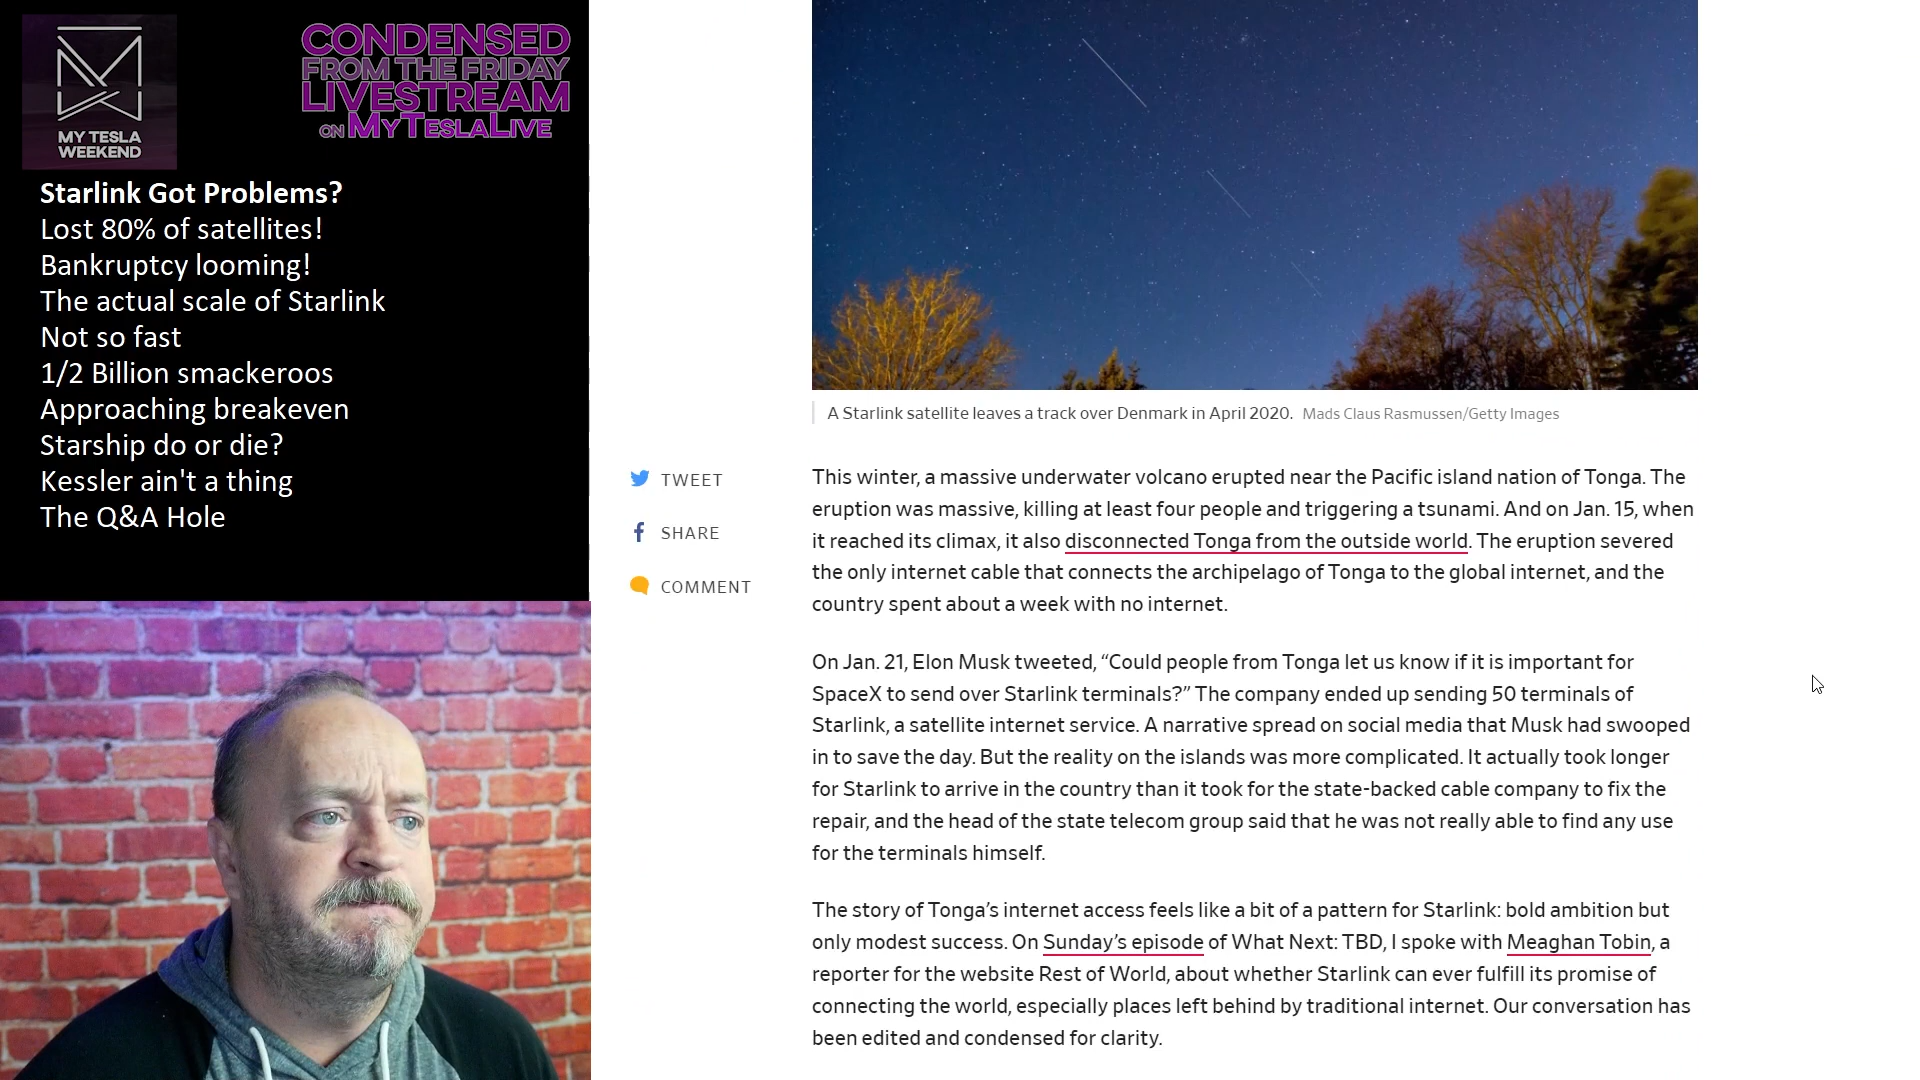 MY TESLA
WEEKEND
CONDENSED
FROM THE FRIDAY
LIVESTREAM
ON MYTESLALIVE
Starlink Got Problems?
Lost 80% of satellites!
Bankruptcy looming!
The actual scale of Starlink
Not so fast
1/2 Billion smackeroos
Approaching breakeven
Starship do or die?
Kessler ain't a thing
The Q&A Hole
A Starlink satellite leaves a track over Denmark in April 2020. Mads Claus Rasmussen/Getty Images
TWEET
SHARE
COMMENT
This winter, a massive underwater volcano erupted near the Pacific island nation of Tonga. The
eruption was massive, killing at least four people and triggering a tsunami. And on Jan. 15, when
it reached its climax, it also disconnected Tonga from the outside world. The eruption severed
the only internet cable that connects the archipelago of Tonga to the global internet, and the
country spent about a week with no internet.
On Jan. 21, Elon Musk tweeted, “Could people from Tonga let us know if it is important for
SpaceX to send over Starlink terminals?” The company ended up sending 50 terminals of
Starlink, a satellite internet service. A narrative spread on social media that Musk had swooped
in to save the day. But the reality on the islands was more complicated. It actually took longer
for Starlink to arrive in the country than it took for the state-backed cable company to fix the
repair, and the head of the state telecom group said that he was not really able to find any use
for the terminals himself.
The story of Tonga’s internet access feels like a bit of a pattern for Starlink: bold ambition but
only modest success. On Sunday’s episode of What Next: TBD, I spoke with Meaghan Tobin, a
reporter for the website Rest of World, about whether Starlink can ever fulfill its promise of
connecting the world, especially places left behind by traditional internet. Our conversation has
been edited and condensed for clarity.